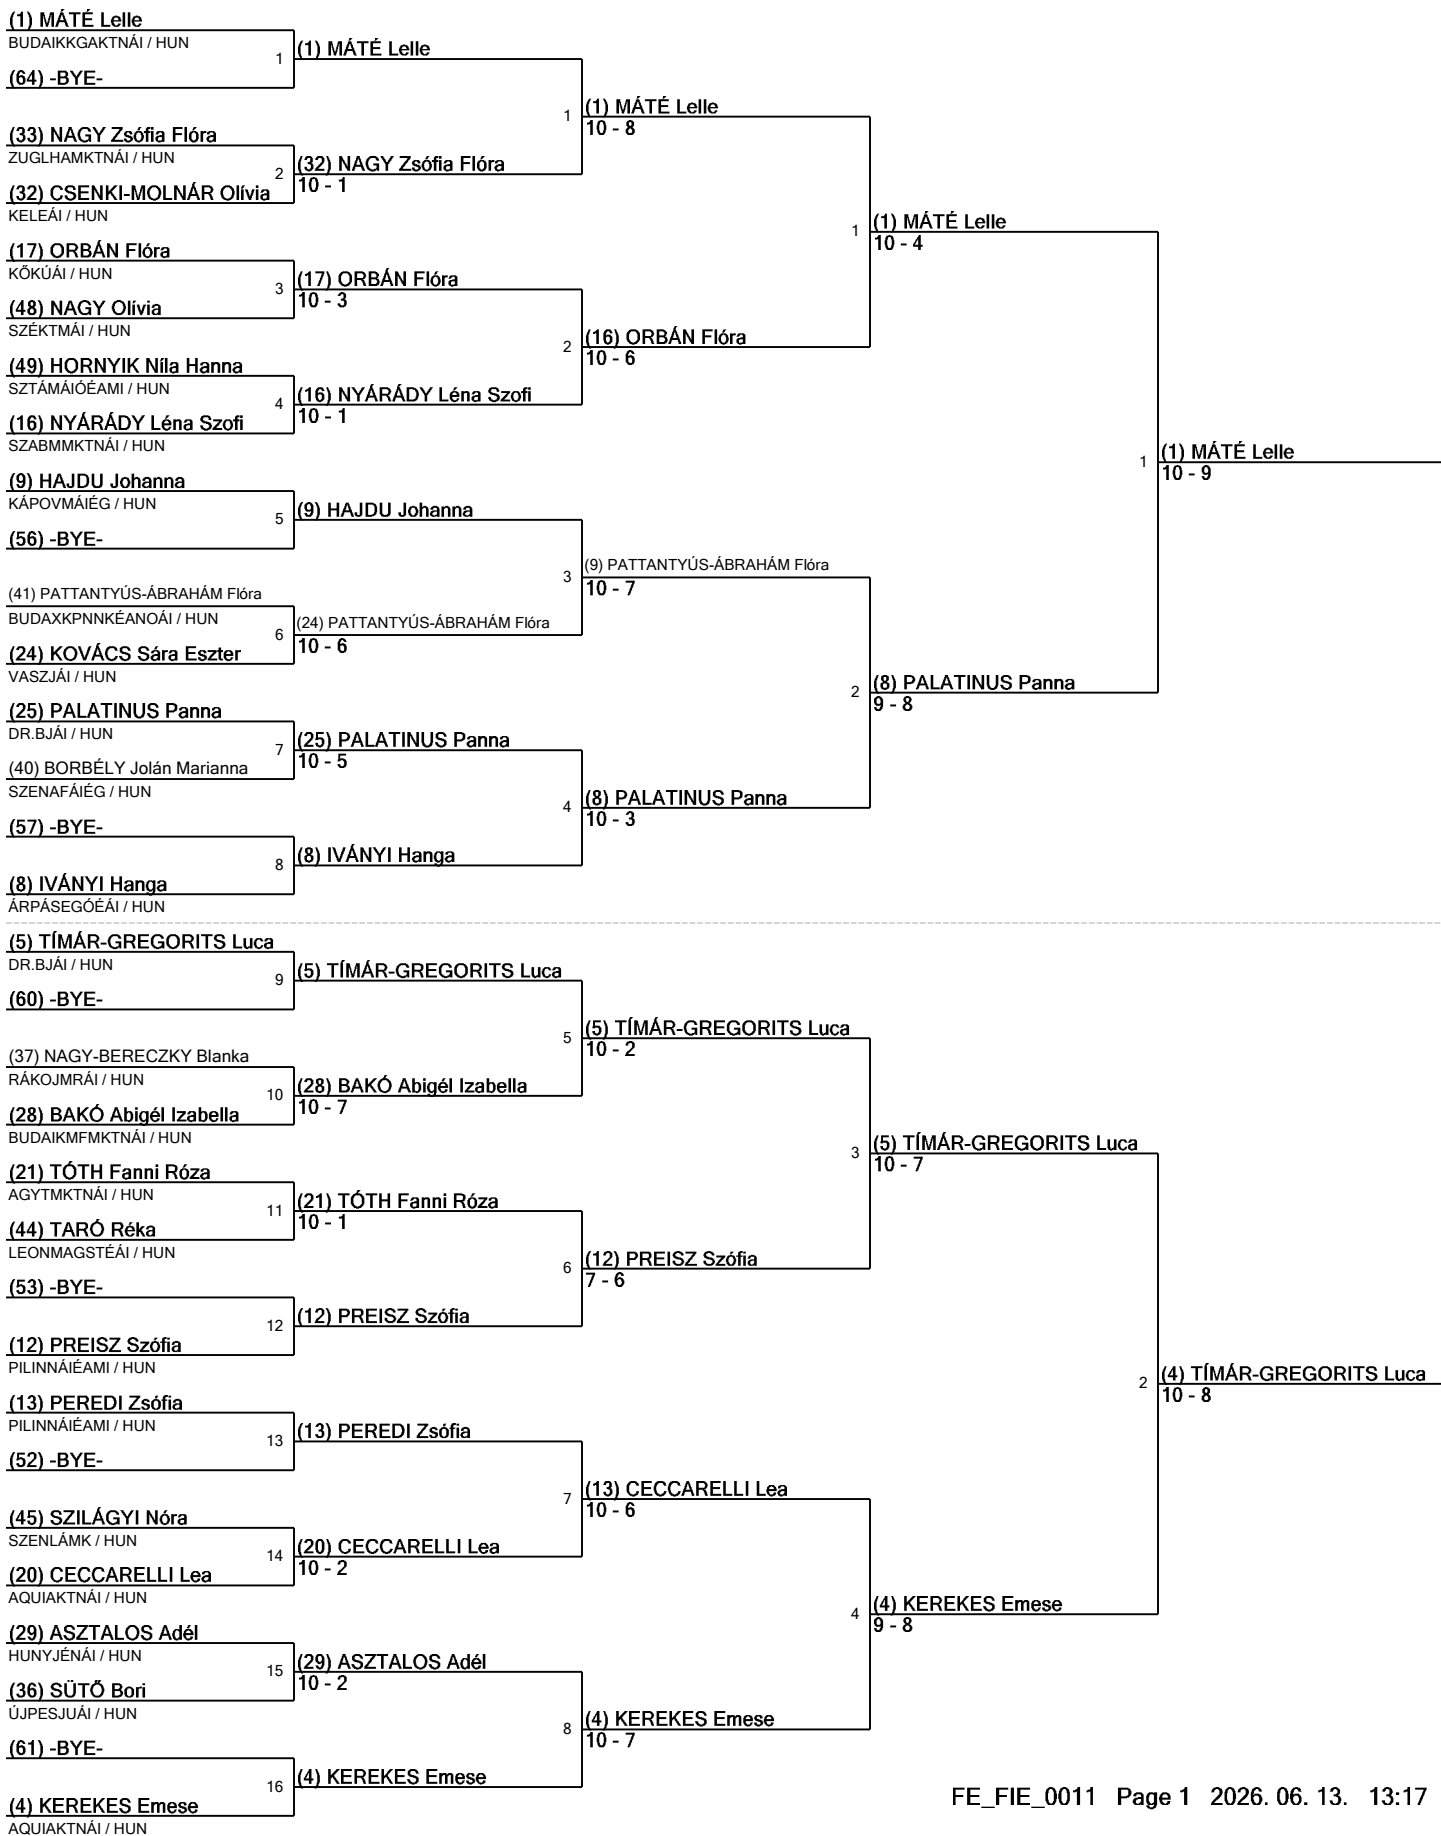 (1) MÁTÉ Lelle
BUDAIKKGAKTNÁI / HUN
1
(64) -BYE-
(33) NAGY Zsófia Flóra
ZUGLHAMKTNÁI / HUN
2
(32) CSENKI-MOLNÁR Olívia
KELEÁI / HUN
(17) ORBÁN Flóra
KŐKÚÁI / HUN
3
(48) NAGY Olívia
SZÉKTMÁI / HUN
(49) HORNYIK Níla Hanna
SZTÁMÁIÓÉAMI / HUN
4
(16) NYÁRÁDY Léna Szofi
SZABMMKTNÁI / HUN
(9) HAJDU Johanna
KÁPOVMÁIÉG / HUN
5
(56) -BYE-
(41) PATTANTYÚS-ÁBRAHÁM Flóra
BUDAXKPNNKÉANOÁI / HUN
6
(24) KOVÁCS Sára Eszter
VASZJÁI / HUN
(25) PALATINUS Panna
DR.BJÁI / HUN
7
(40) BORBÉLY Jolán Marianna
SZENAFÁIÉG / HUN
(57) -BYE-
8
(8) IVÁNYI Hanga
ÁRPÁSEGÓÉÁI / HUN
(5) TÍMÁR-GREGORITS Luca
DR.BJÁI / HUN
9
(60) -BYE-
(37) NAGY-BERECZKY Blanka
RÁKOJMRÁI / HUN
10
(28) BAKÓ Abigél Izabella
BUDAIKMFMKTNÁI / HUN
(21) TÓTH Fanni Róza
AGYTMKTNÁI / HUN
11
(44) TARÓ Réka
LEONMAGSTÉÁI / HUN
(53) -BYE-
12
(12) PREISZ Szófia
PILINNÁIÉAMI / HUN
(13) PEREDI Zsófia
PILINNÁIÉAMI / HUN
13
(52) -BYE-
(45) SZILÁGYI Nóra
SZENLÁMK / HUN
14
(20) CECCARELLI Lea
AQUIAKTNÁI / HUN
(29) ASZTALOS Adél
HUNYJÉNÁI / HUN
15
(36) SÜTŐ Bori
ÚJPESJUÁI / HUN
(61) -BYE-
16
(4) KEREKES Emese
AQUIAKTNÁI / HUN
(1) MÁTÉ Lelle
1
(32) NAGY Zsófia Flóra
10 - 1
(17) ORBÁN Flóra
10 - 3
2
(16) NYÁRÁDY Léna Szofi
10 - 1
(9) HAJDU Johanna
3
(24) PATTANTYÚS-ÁBRAHÁM Flóra
10 - 6
(25) PALATINUS Panna
10 - 5
4
(8) IVÁNYI Hanga
(5) TÍMÁR-GREGORITS Luca
5
(28) BAKÓ Abigél Izabella
10 - 7
(21) TÓTH Fanni Róza
10 - 1
6
(12) PREISZ Szófia
(13) PEREDI Zsófia
7
(20) CECCARELLI Lea
10 - 2
(29) ASZTALOS Adél
10 - 2
8
(4) KEREKES Emese
(1) MÁTÉ Lelle
10 - 8
1
(16) ORBÁN Flóra
10 - 6
(9) PATTANTYÚS-ÁBRAHÁM Flóra
10 - 7
2
(8) PALATINUS Panna
10 - 3
(5) TÍMÁR-GREGORITS Luca
10 - 2
3
(12) PREISZ Szófia
7 - 6
(13) CECCARELLI Lea
10 - 6
4
(4) KEREKES Emese
10 - 7
(1) MÁTÉ Lelle
10 - 4
1
(8) PALATINUS Panna
9 - 8
(5) TÍMÁR-GREGORITS Luca
10 - 7
2
(4) KEREKES Emese
9 - 8
(1) MÁTÉ Lelle
10 - 9
(4) TÍMÁR-GREGORITS Luca
10 - 8
FE_FIE_0011 Page 1 2026. 06. 13. 13:17